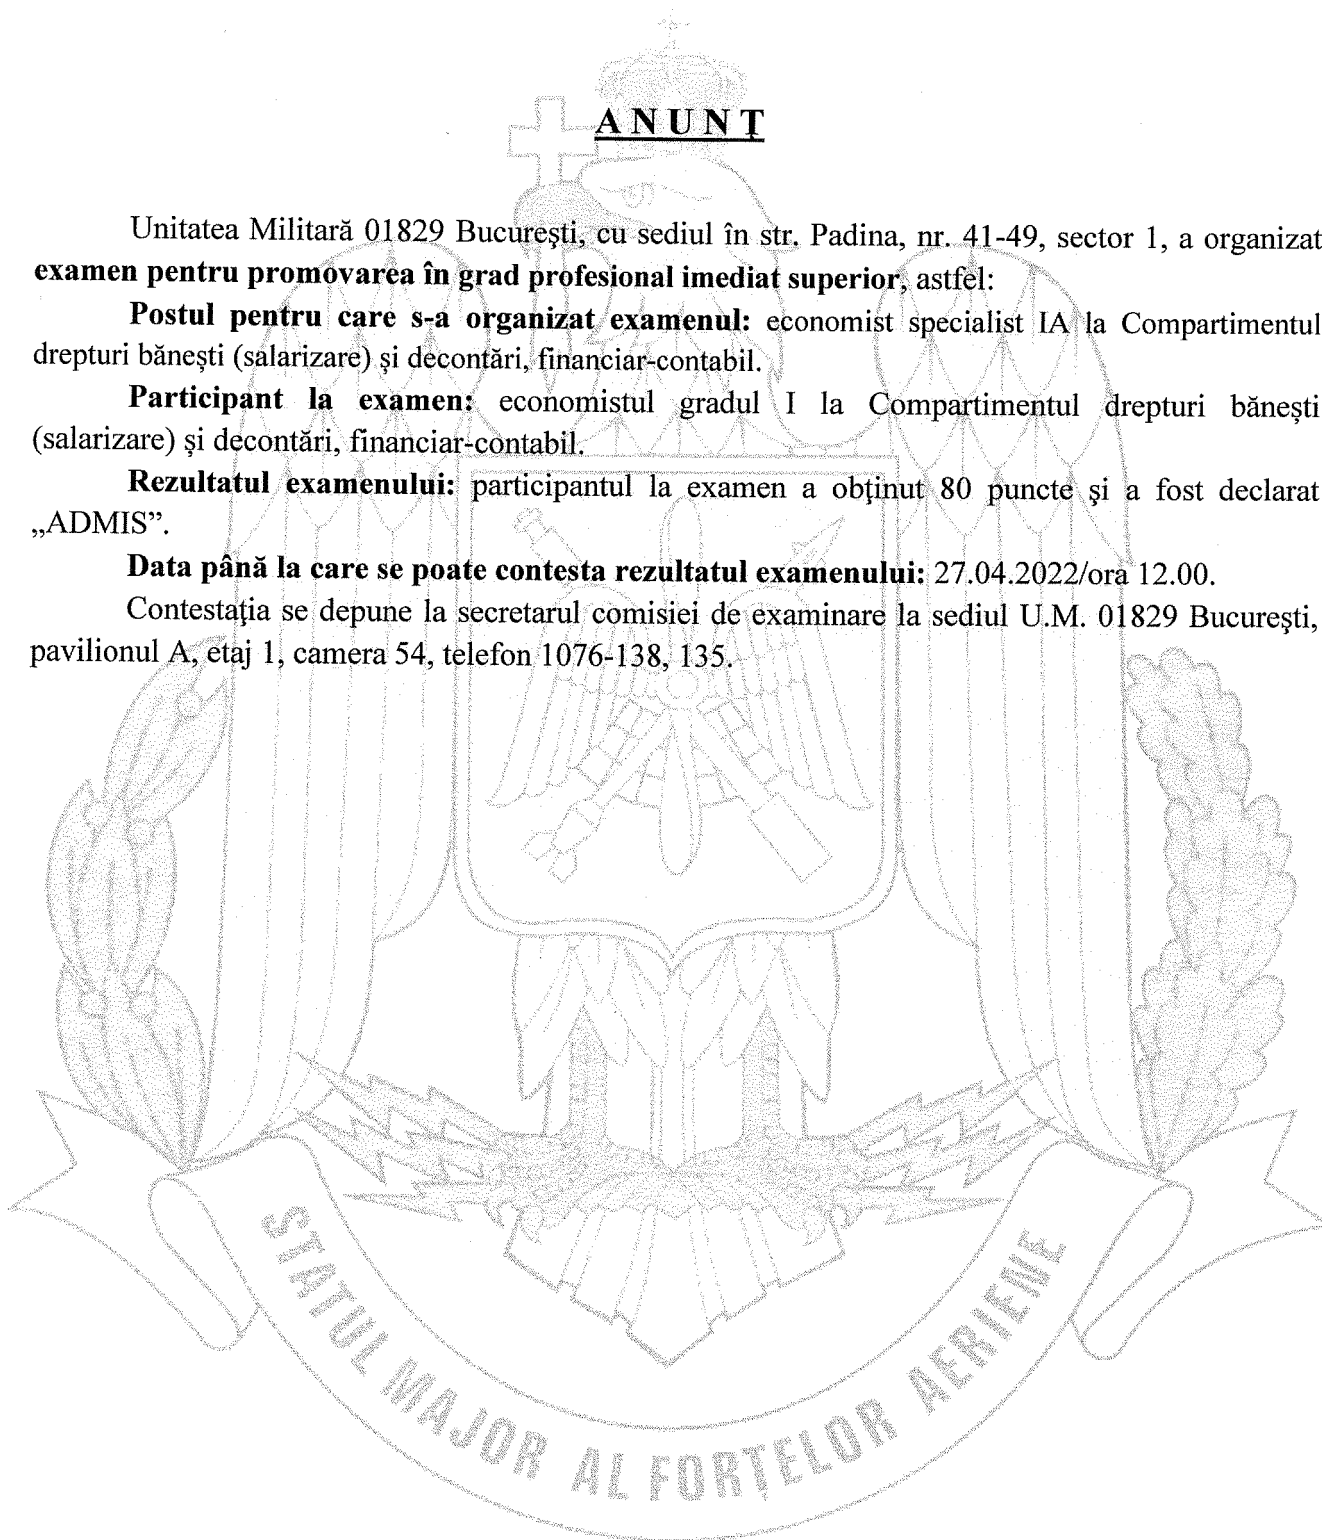 ANUNȚ
Unitatea Militară 01829 Bucureşti, cu sediul în str. Padina, nr. 41-49, sector 1, a organizat
examen pentru promovarea în grad profesional imediat superior, astfel:
Postul pentru care s-a organizat examenul: economist specialist IA la Compartimentul
drepturi bănești (salarizare) și decontări, financiar-contabil.
Participant la examen: economistul gradul I la Compartimentul drepturi bănești
(salarizare) și decontări, financiar-contabil.
Rezultatul examenului: participantul la examen a obţinut 80 puncte şi a fost declarat
„ADMIS”.
Data până la care se poate contesta rezultatul examenului: 27.04.2022/ora 12.00.
Contestaţia se depune la secretarul comisiei de examinare la sediul U.M. 01829 Bucureşti,
pavilionul A, etaj 1, camera 54, telefon 1076-138, 135.
STATUL MAJOR AL FORȚELOR AERIENE